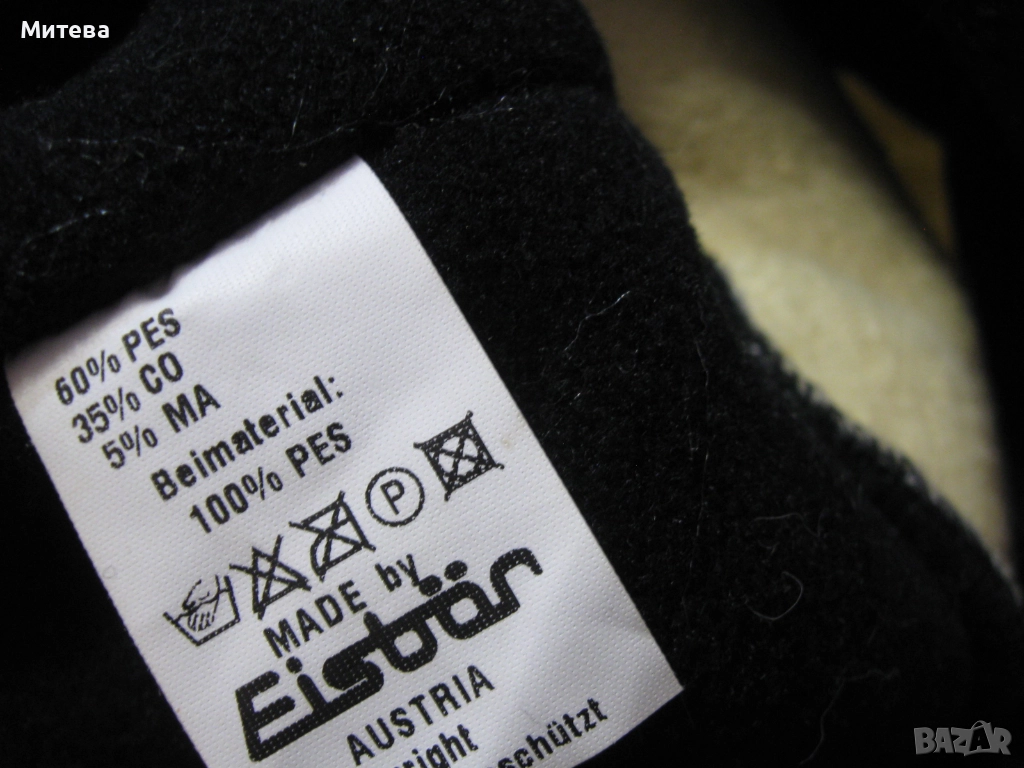 Митева
60% PES
35% CO
5% MA
Beimaterial:
100% PES
P
MADE by
Eisbär
AUSTRIA
BAZAR